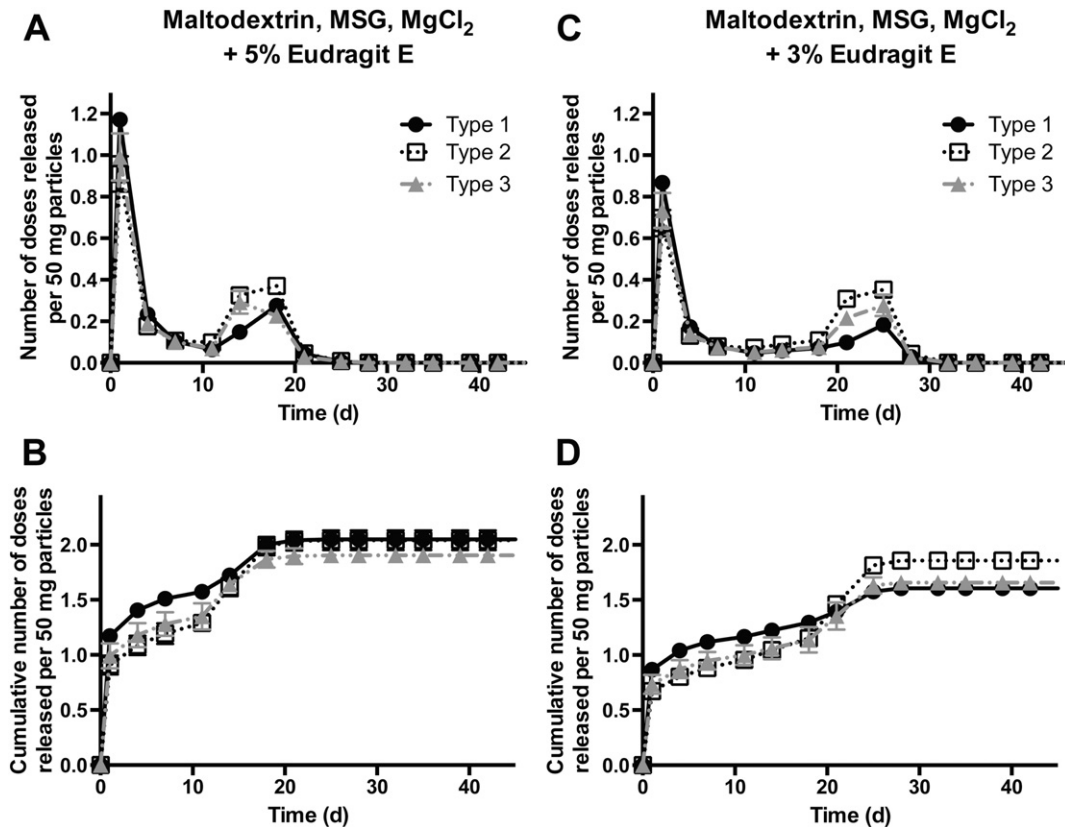 A
Maltodextrin, MSG, MgCl₂
+ 5% Eudragit E
Number of doses released
per 50 mg particles
1.2
1.0
0.8
0.6
0.4
0.2
0.0
Type 1
Type 2
Type 3
0 10 20 30 40
Time (d)
C
Maltodextrin, MSG, MgCl₂
+ 3% Eudragit E
Number of doses released
per 50 mg particles
1.2
1.0
0.8
0.6
0.4
0.2
0.0
Type 1
Type 2
Type 3
0 10 20 30 40
Time (d)
B
Cumulative number of doses
released per 50 mg particles
2.0
1.5
1.0
0.5
0.0
0 10 20 30 40
Time (d)
D
Cumulative number of doses
released per 50 mg particles
2.0
1.5
1.0
0.5
0.0
0 10 20 30 40
Time (d)